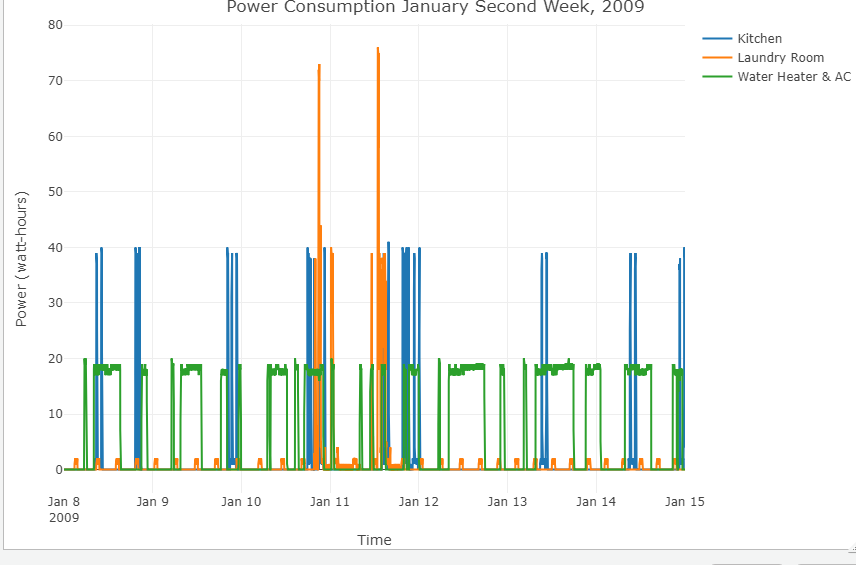 Power Consumption January Second Week, 2009
80
70
60
50
40
30
20
10
0
Power (watt-hours)
Jan 8
2009
Jan 9
Jan 10
Jan 11
Jan 12
Jan 13
Jan 14
Jan 15
Time
Kitchen
Laundry Room
Water Heater & AC